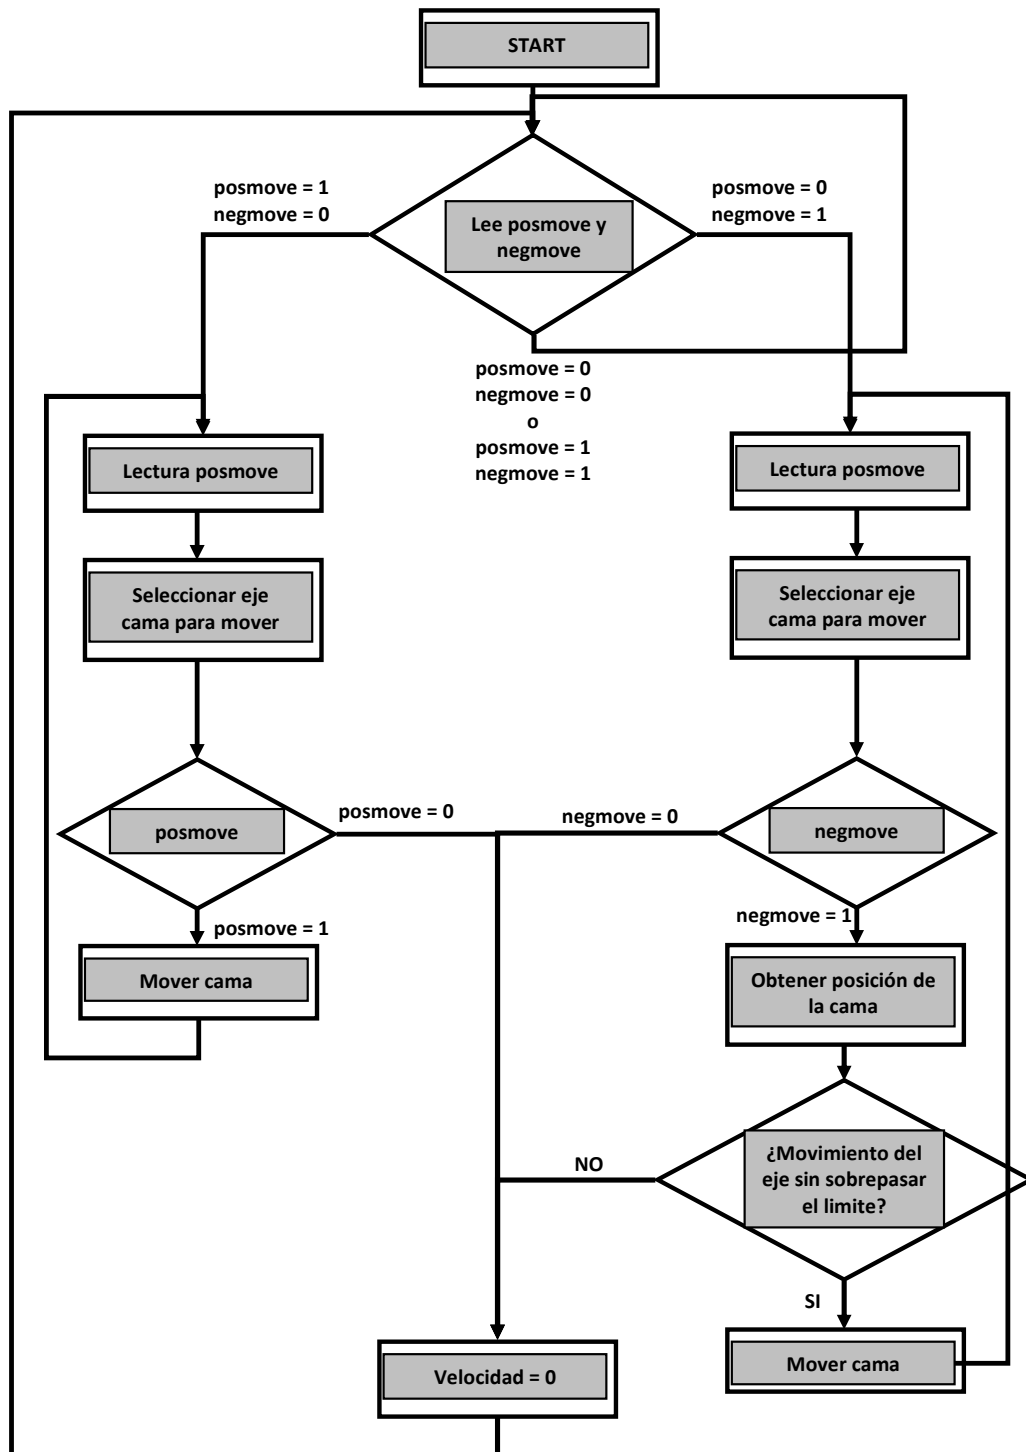 START
posmove = 1
negmove = 0
Lee posmove y
negmove
posmove = 0
negmove = 1
posmove = 0
negmove = 0
o
posmove = 1
negmove = 1
Lectura posmove
Lectura posmove
Seleccionar eje
cama para mover
Seleccionar eje
cama para mover
posmove
posmove = 0
negmove = 0
negmove
posmove = 1
negmove = 1
Mover cama
Obtener posición de
la cama
¿Movimiento del
eje sin sobrepasar
el limite?
NO
SI
Velocidad = 0
Mover cama